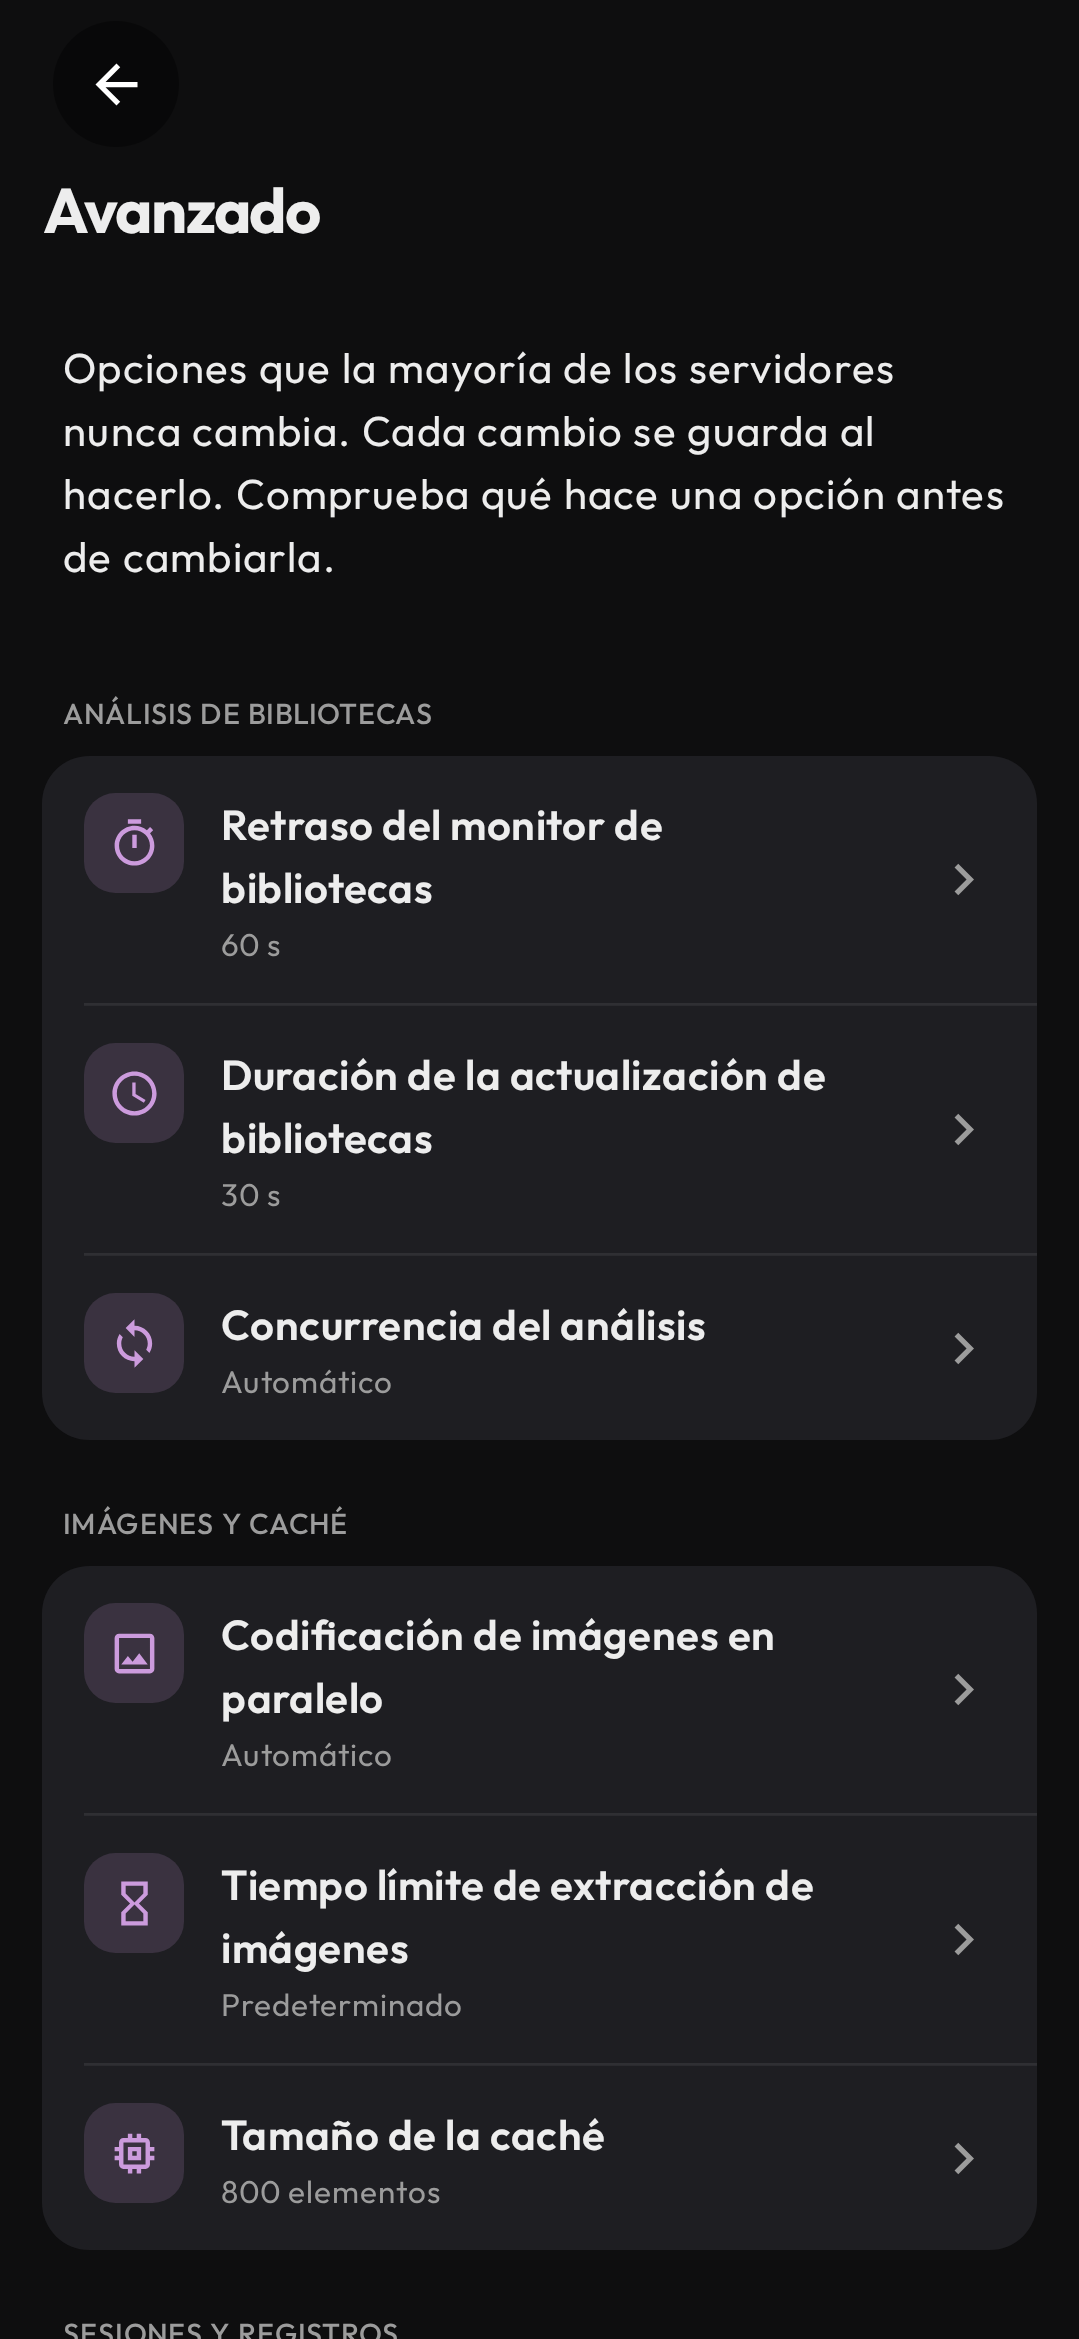 Avanzado
Opciones que la mayoría de los servidores
nunca cambia. Cada cambio se guarda al
hacerlo. Comprueba qué hace una opción antes
de cambiarla.
ANÁLISIS DE BIBLIOTECAS
Retraso del monitor de
bibliotecas
60 s
Duración de la actualización de
bibliotecas
30 s
Concurrencia del análisis
Automático
IMÁGENES Y CACHÉ
Codificación de imágenes en
paralelo
Automático
Tiempo límite de extracción de
imágenes
Predeterminado
Tamaño de la caché
800 elementos
SESIONES Y REGISTROS